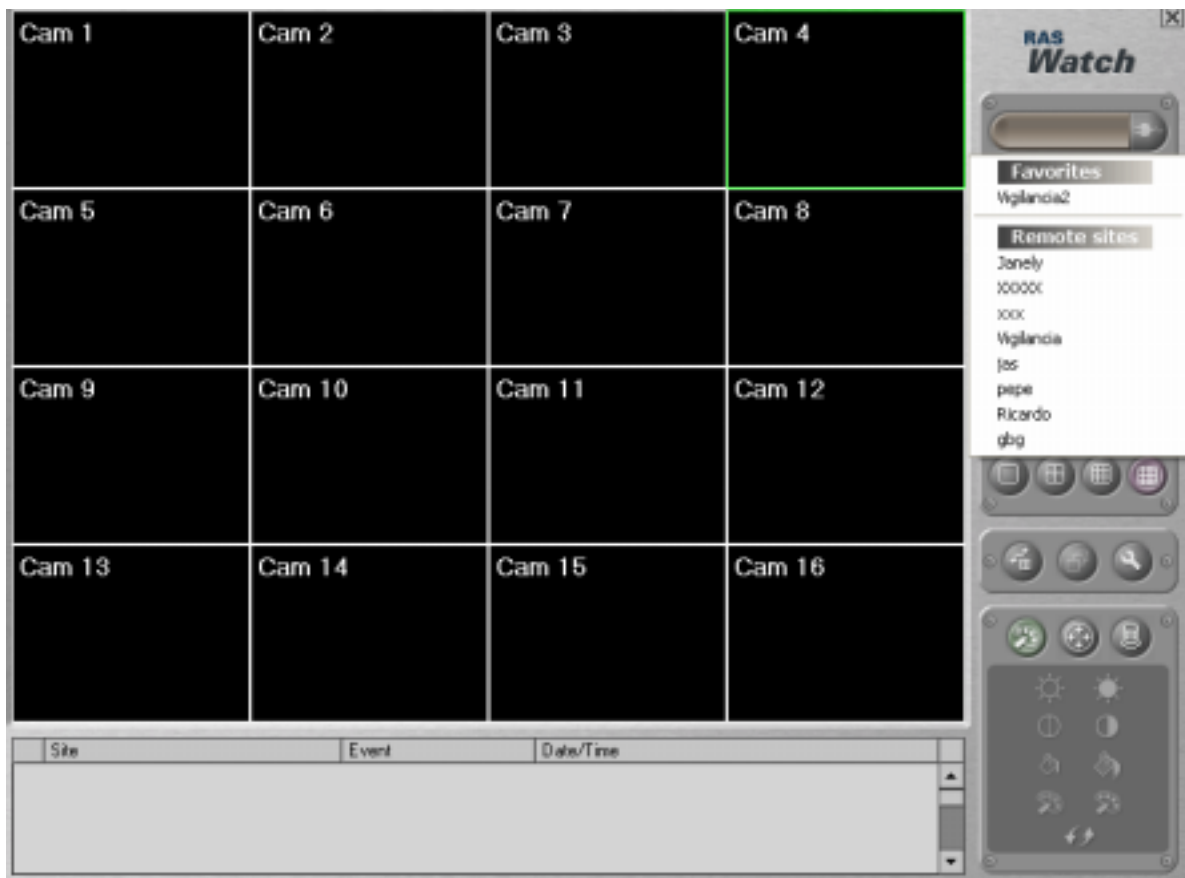 Cam 1
Cam 2
Cam 3
Cam 4
Cam 5
Cam 6
Cam 7
Cam 8
Cam 9
Cam 10
Cam 11
Cam 12
Cam 13
Cam 14
Cam 15
Cam 16
Site
Event
Date/Time
RAS
Watch
Favorites
Vigilancia2
Remote sites
Janely
xxxxxx
xxx
Vigilancia
jas
pepe
Ricardo
gbg